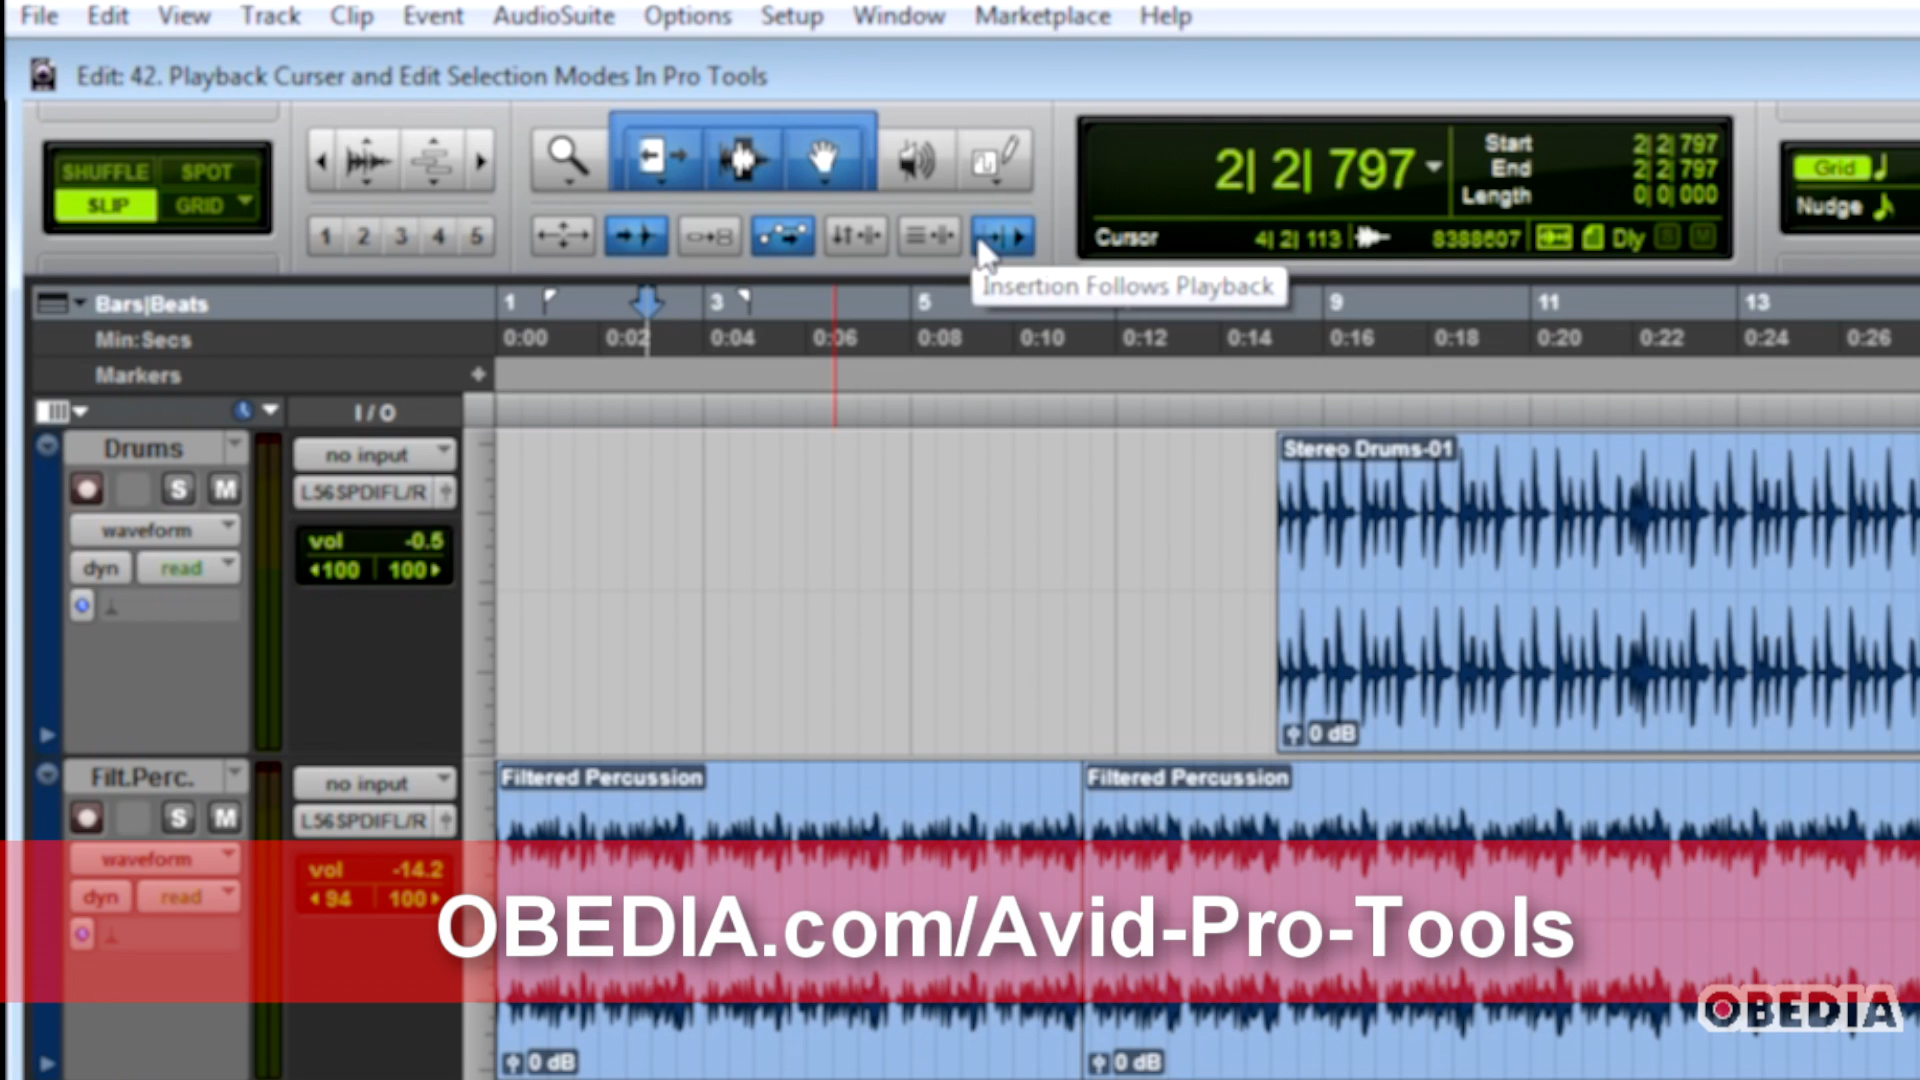 File Edit View Track Clip Event AudioSuite Options Setup Window Marketplace Help
Edit: 42. Playback Curser and Edit Selection Modes In Pro Tools
SHUFFLE SPOT
SLIP GRID
1 2 3 4 5
2| 2| 797
Start 2| 2| 797
End 2| 2| 797
Length 0| 0| 000
Cursor 4| 2| 113 8388607 Dly S M
Grid
Nudge
Insertion Follows Playback
Bars|Beats 1 3 5 9 11 13
Min:Secs 0:00 0:02 0:04 0:06 0:08 0:10 0:12 0:14 0:16 0:18 0:20 0:22 0:24 0:26
Markers
I / O
Drums no input Stereo Drums-01
S M L56SPDIFL/R
waveform
vol -0.5
dyn read 100 100
0 dB
Filt.Perc. no input Filtered Percussion Filtered Percussion
S M L56SPDIFL/R
waveform
vol -14.2
dyn read 94 100
OBEDIA.com/Avid-Pro-Tools
OBEDIA
0 dB 0 dB